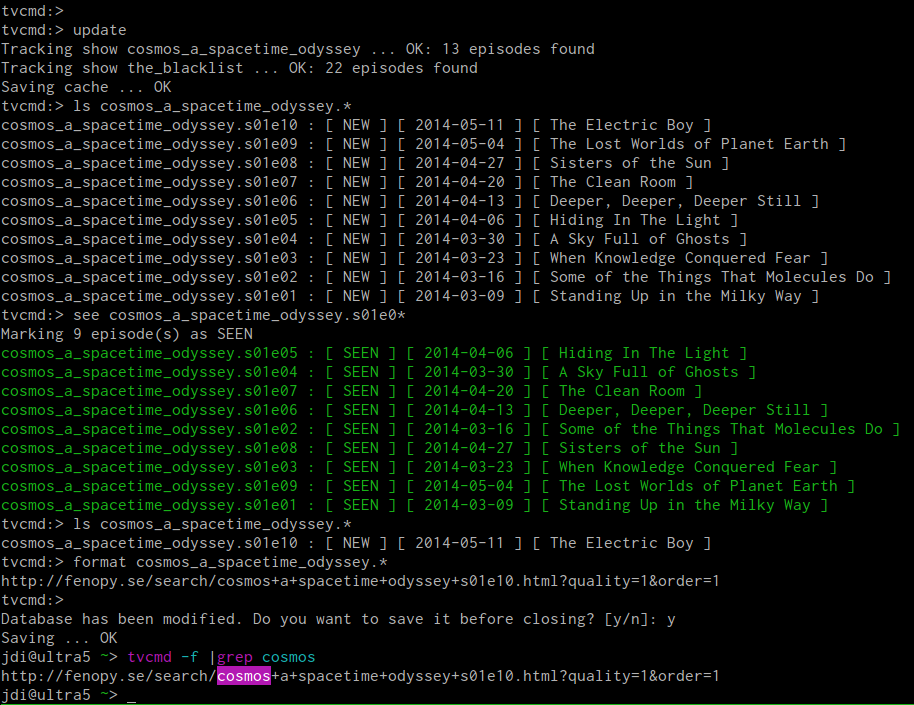 tvcmd:>
tvcmd:> update
Tracking show cosmos_a_spacetime_odyssey ... OK: 13 episodes found
Tracking show the_blacklist ... OK: 22 episodes found
Saving cache ... OK
tvcmd:> ls cosmos_a_spacetime_odyssey.*
cosmos_a_spacetime_odyssey.s01e10 : [ NEW ] [ 2014-05-11 ] [ The Electric Boy ]
cosmos_a_spacetime_odyssey.s01e09 : [ NEW ] [ 2014-05-04 ] [ The Lost Worlds of Planet Earth ]
cosmos_a_spacetime_odyssey.s01e08 : [ NEW ] [ 2014-04-27 ] [ Sisters of the Sun ]
cosmos_a_spacetime_odyssey.s01e07 : [ NEW ] [ 2014-04-20 ] [ The Clean Room ]
cosmos_a_spacetime_odyssey.s01e06 : [ NEW ] [ 2014-04-13 ] [ Deeper, Deeper, Deeper Still ]
cosmos_a_spacetime_odyssey.s01e05 : [ NEW ] [ 2014-04-06 ] [ Hiding In The Light ]
cosmos_a_spacetime_odyssey.s01e04 : [ NEW ] [ 2014-03-30 ] [ A Sky Full of Ghosts ]
cosmos_a_spacetime_odyssey.s01e03 : [ NEW ] [ 2014-03-23 ] [ When Knowledge Conquered Fear ]
cosmos_a_spacetime_odyssey.s01e02 : [ NEW ] [ 2014-03-16 ] [ Some of the Things That Molecules Do ]
cosmos_a_spacetime_odyssey.s01e01 : [ NEW ] [ 2014-03-09 ] [ Standing Up in the Milky Way ]
tvcmd:> see cosmos_a_spacetime_odyssey.s01e0*
Marking 9 episode(s) as SEEN
cosmos_a_spacetime_odyssey.s01e05 : [ SEEN ] [ 2014-04-06 ] [ Hiding In The Light ]
cosmos_a_spacetime_odyssey.s01e04 : [ SEEN ] [ 2014-03-30 ] [ A Sky Full of Ghosts ]
cosmos_a_spacetime_odyssey.s01e07 : [ SEEN ] [ 2014-04-20 ] [ The Clean Room ]
cosmos_a_spacetime_odyssey.s01e06 : [ SEEN ] [ 2014-04-13 ] [ Deeper, Deeper, Deeper Still ]
cosmos_a_spacetime_odyssey.s01e02 : [ SEEN ] [ 2014-03-16 ] [ Some of the Things That Molecules Do ]
cosmos_a_spacetime_odyssey.s01e08 : [ SEEN ] [ 2014-04-27 ] [ Sisters of the Sun ]
cosmos_a_spacetime_odyssey.s01e03 : [ SEEN ] [ 2014-03-23 ] [ When Knowledge Conquered Fear ]
cosmos_a_spacetime_odyssey.s01e09 : [ SEEN ] [ 2014-05-04 ] [ The Lost Worlds of Planet Earth ]
cosmos_a_spacetime_odyssey.s01e01 : [ SEEN ] [ 2014-03-09 ] [ Standing Up in the Milky Way ]
tvcmd:> ls cosmos_a_spacetime_odyssey.*
cosmos_a_spacetime_odyssey.s01e10 : [ NEW ] [ 2014-05-11 ] [ The Electric Boy ]
tvcmd:> format cosmos_a_spacetime_odyssey.*
http://fenopy.se/search/cosmos+a+spacetime+odyssey+s01e10.html?quality=1&order=1
tvcmd:>
Database has been modified. Do you want to save it before closing? [y/n]: y
Saving ... OK
jdi@ultra5 ~> tvcmd -f |grep cosmos
http://fenopy.se/search/cosmos+a+spacetime+odyssey+s01e10.html?quality=1&order=1
jdi@ultra5 ~> _